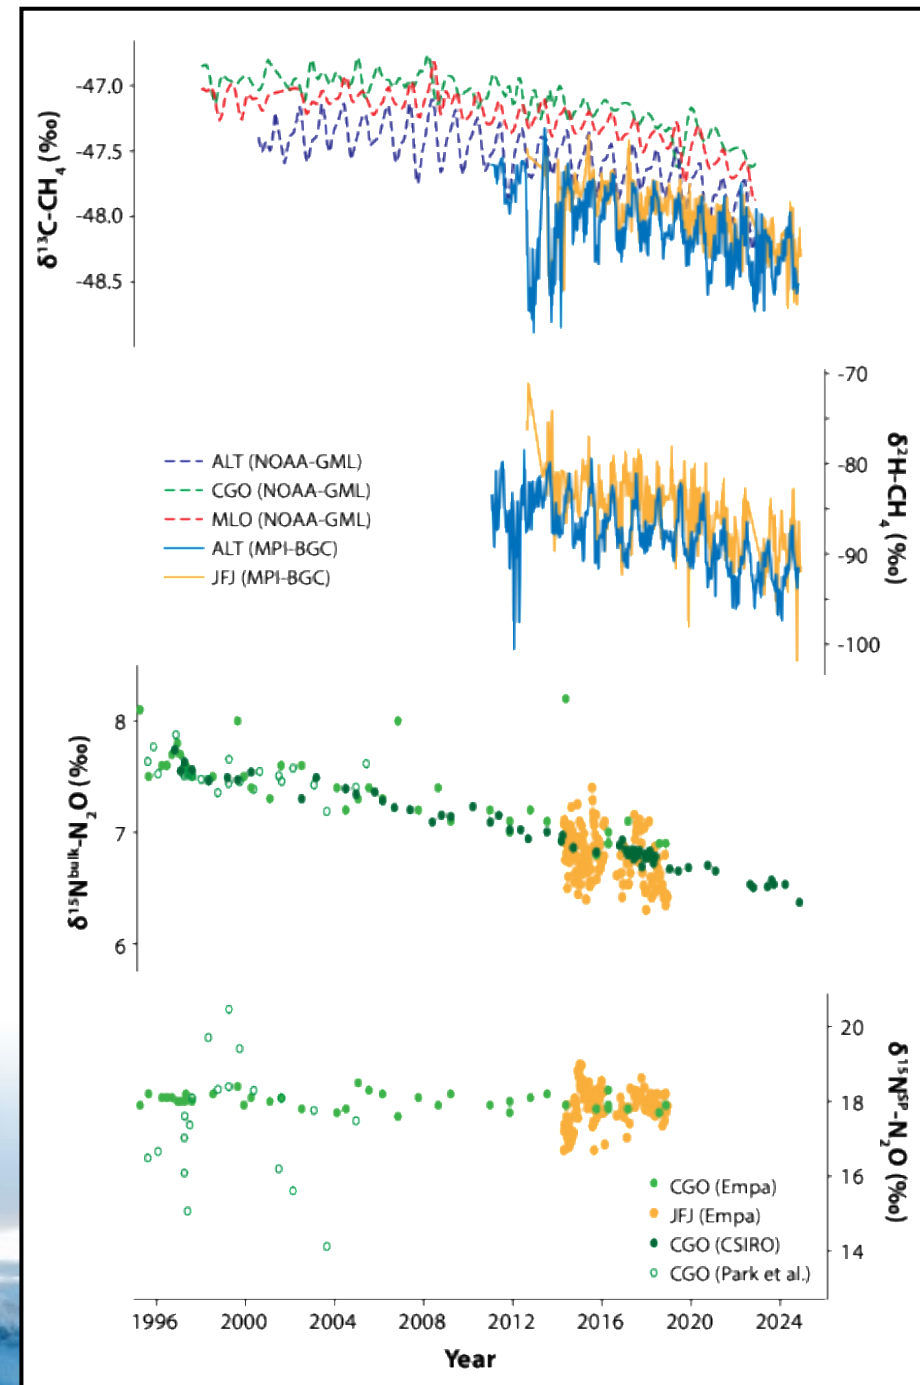 -47.0
-47.5
-48.0
-48.5
δ¹³C-CH₄ (‰)
-70
-80
-90
-100
δ²H-CH₄ (‰)
ALT (NOAA-GML)
CGO (NOAA-GML)
MLO (NOAA-GML)
ALT (MPI-BGC)
JFJ (MPI-BGC)
8
7
6
δ¹⁵Nᵇᵘˡᵏ-N₂O (‰)
20
18
16
14
δ¹⁵Nˢᴾ-N₂O (‰)
CGO (Empa)
JFJ (Empa)
CGO (CSIRO)
CGO (Park et al.)
1996 2000 2004 2008 2012 2016 2020 2024
Year